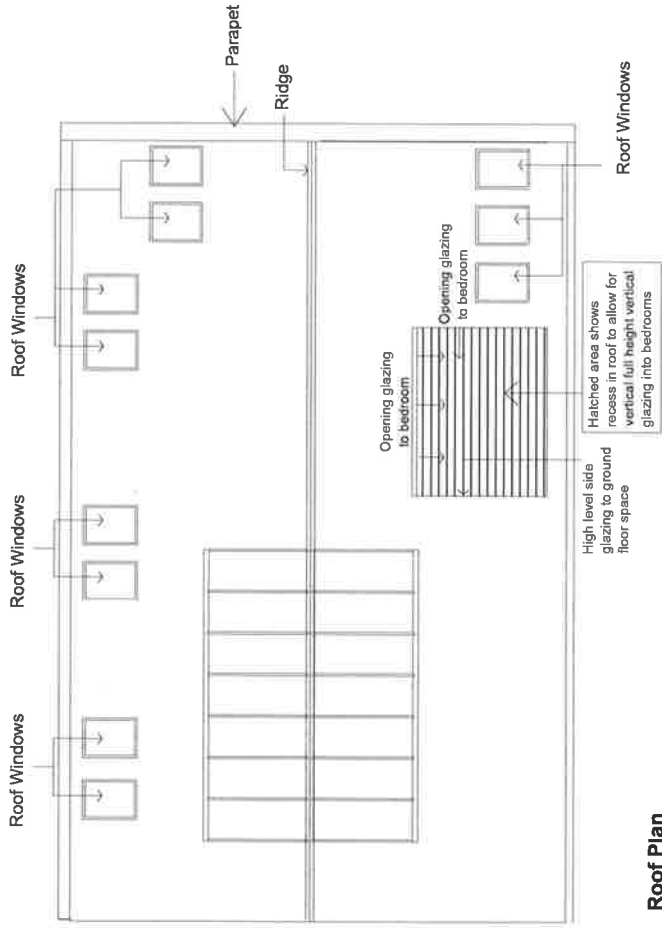 Roof Windows
Roof Windows
Roof Windows
Parapet
Ridge
Opening glazing
to bedroom
Opening glazing
to bedroom
Roof Windows
High level side
glazing to ground
floor space
Hatched area shows
recess in roof to allow for
vertical full height vertical
glazing into bedrooms
Roof Plan